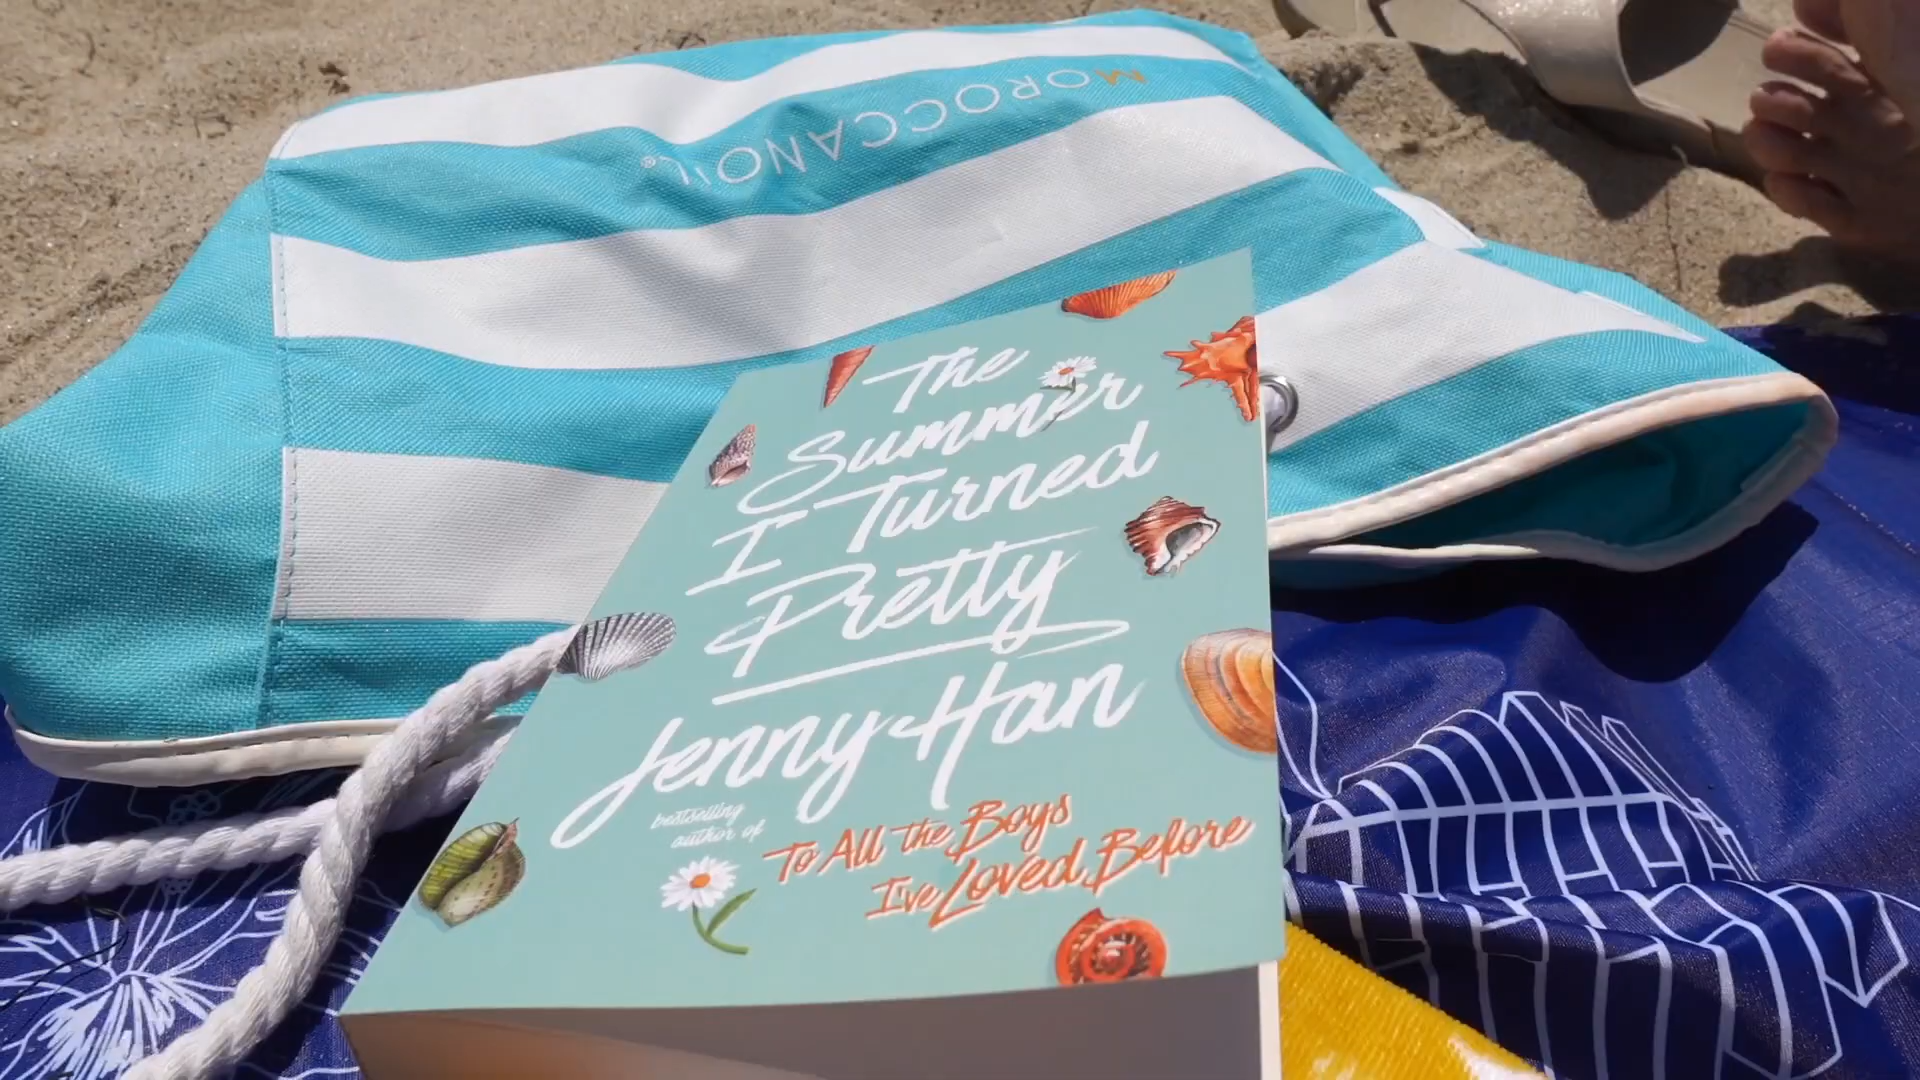 MOROCCANOIL®
The
Summer
I Turned
Pretty
Jenny Han
bestselling
author of
To All the Boys
I've Loved Before